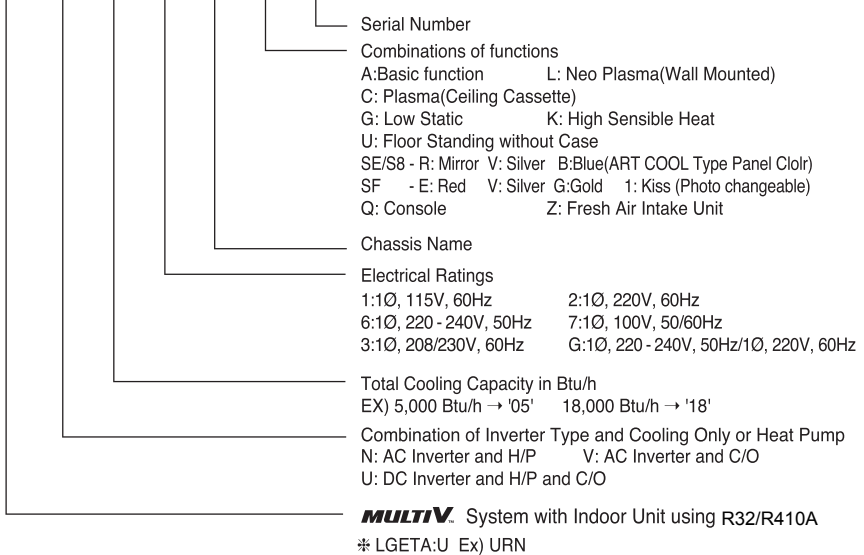 Serial Number
Combinations of functions
A:Basic function L: Neo Plasma(Wall Mounted)
C: Plasma(Ceiling Cassette)
G: Low Static K: High Sensible Heat
U: Floor Standing without Case
SE/S8 - R: Mirror V: Silver B:Blue(ART COOL Type Panel Clolr)
SF - E: Red V: Silver G:Gold 1: Kiss (Photo changeable)
Q: Console Z: Fresh Air Intake Unit
Chassis Name
Electrical Ratings
1:1Ø, 115V, 60Hz 2:1Ø, 220V, 60Hz
6:1Ø, 220 - 240V, 50Hz 7:1Ø, 100V, 50/60Hz
3:1Ø, 208/230V, 60Hz G:1Ø, 220 - 240V, 50Hz/1Ø, 220V, 60Hz
Total Cooling Capacity in Btu/h
EX) 5,000 Btu/h → '05' 18,000 Btu/h → '18'
Combination of Inverter Type and Cooling Only or Heat Pump
N: AC Inverter and H/P V: AC Inverter and C/O
U: DC Inverter and H/P and C/O
MULTI V™ System with Indoor Unit using R32/R410A
❉ LGETA:U Ex) URN